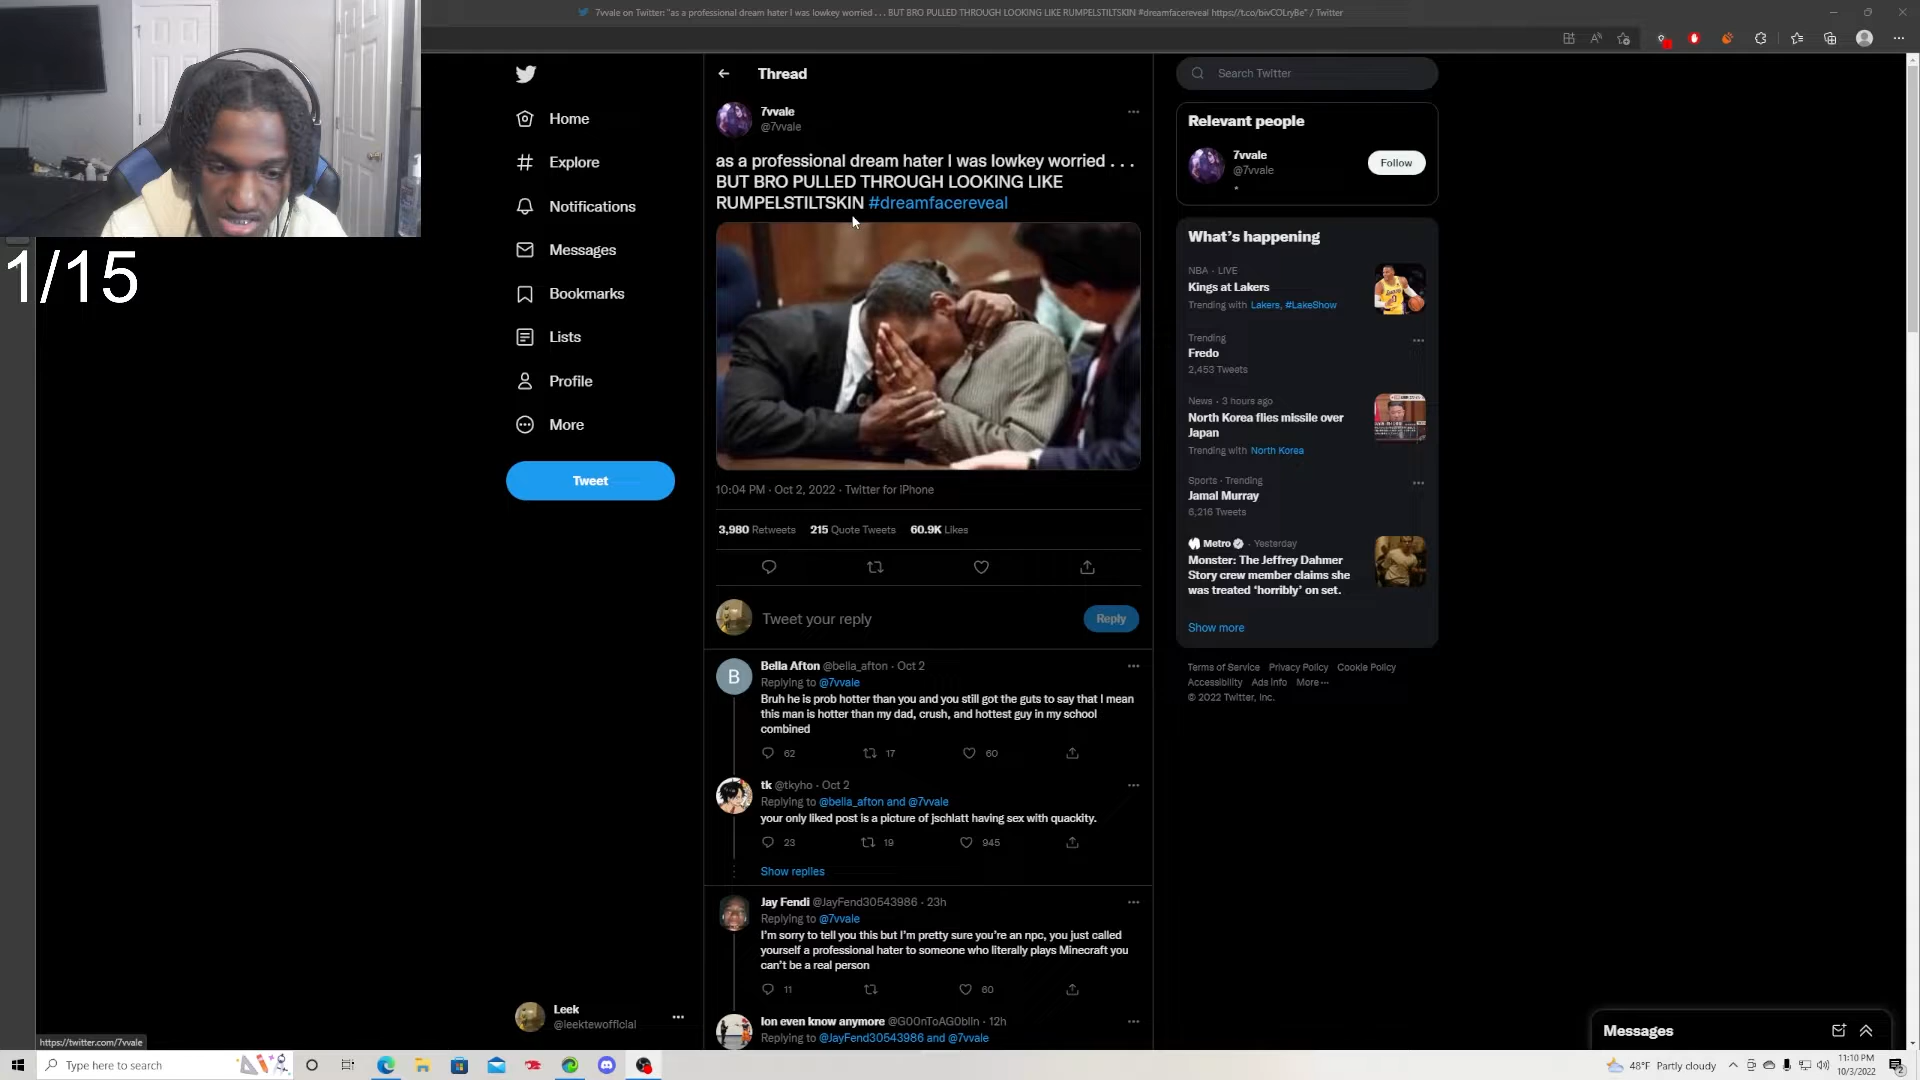 7vvale on Twitter: "as a professional dream hater I was lowkey worried . . . BUT BRO PULLED THROUGH LOOKING LIKE RUMPELSTILTSKIN #dreamfacereveal https://t.co/bivCOLryBe" / Twitter
1/15
Home
Explore
Notifications
Messages
Bookmarks
Lists
Profile
More
Tweet
Leek
@leektewofficial
https://twitter.com/7vvale
Thread
7vvale
@7vvale
as a professional dream hater I was lowkey worried . . .
BUT BRO PULLED THROUGH LOOKING LIKE
RUMPELSTILTSKIN #dreamfacereveal
10:04 PM · Oct 2, 2022 · Twitter for iPhone
3,980 Retweets 215 Quote Tweets 60.9K Likes
Tweet your reply
Reply
B
Bella Afton @bella_afton · Oct 2
Replying to @7vvale
Bruh he is prob hotter than you and you still got the guts to say that I mean
this man is hotter than my dad, crush, and hottest guy in my school
combined
62 17 60
tk @tkyho · Oct 2
Replying to @bella_afton and @7vvale
your only liked post is a picture of jschlatt having sex with quackity.
23 19 945
Show replies
Jay Fendi @JayFend30543986 · 23h
Replying to @7vvale
I'm sorry to tell you this but I'm pretty sure you're an npc, you just called
yourself a professional hater to someone who literally plays Minecraft you
can't be a real person
11 60
Ion even know anymore @G00nToAG0blin · 12h
Replying to @JayFend30543986 and @7vvale
Search Twitter
Relevant people
7vvale
@7vvale
*
Follow
What's happening
NBA · LIVE
Kings at Lakers
Trending with Lakers, #LakeShow
Trending
Fredo
2,453 Tweets
News · 3 hours ago
North Korea flies missile over
Japan
Trending with North Korea
Sports · Trending
Jamal Murray
6,216 Tweets
Metro · Yesterday
Monster: The Jeffrey Dahmer
Story crew member claims she
was treated 'horribly' on set.
Show more
Terms of Service Privacy Policy Cookie Policy
Accessibility Ads info More ···
© 2022 Twitter, Inc.
Messages
Type here to search
48°F Partly cloudy
11:10 PM
10/3/2022
2